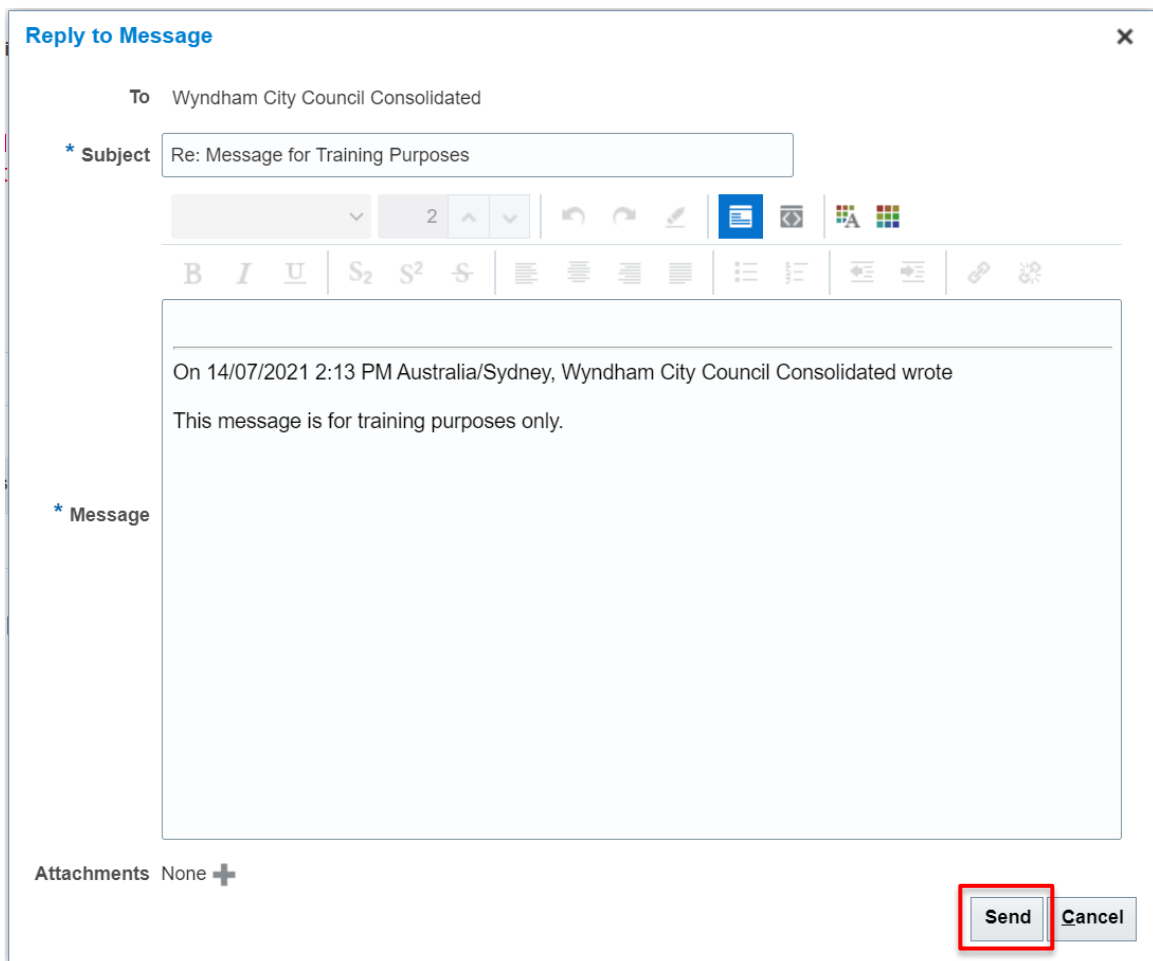 Reply to Message
To Wyndham City Council Consolidated
* Subject Re: Message for Training Purposes
2
B I U S2 S² S
On 14/07/2021 2:13 PM Australia/Sydney, Wyndham City Council Consolidated wrote
This message is for training purposes only.
* Message
Attachments None
Send Cancel